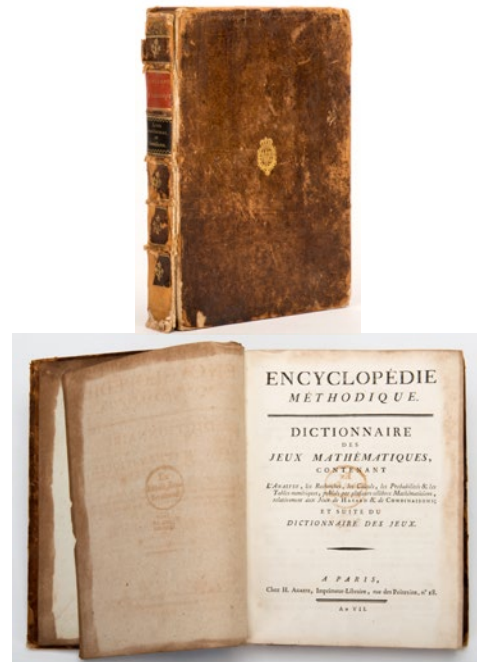 ENCYCLOPÉDIE
MÉTHODIQUE.
DICTIONNAIRE
DES
JEUX MATHÉMATIQUES,
CONTENANT
L'ANALYSE, les Recherches, les Calculs, les Probabilités & les
Tables numériques, publiés par plusieurs célèbres Mathématiciens,
relativement aux Jeux de HASARD & de COMBINAISONS;
ET SUITE DU
DICTIONNAIRE DES JEUX.
A PARIS,
Chez H. AGASSE, Imprimeur-Libraire, rue des Poitevins, n° 18.
AN VII.